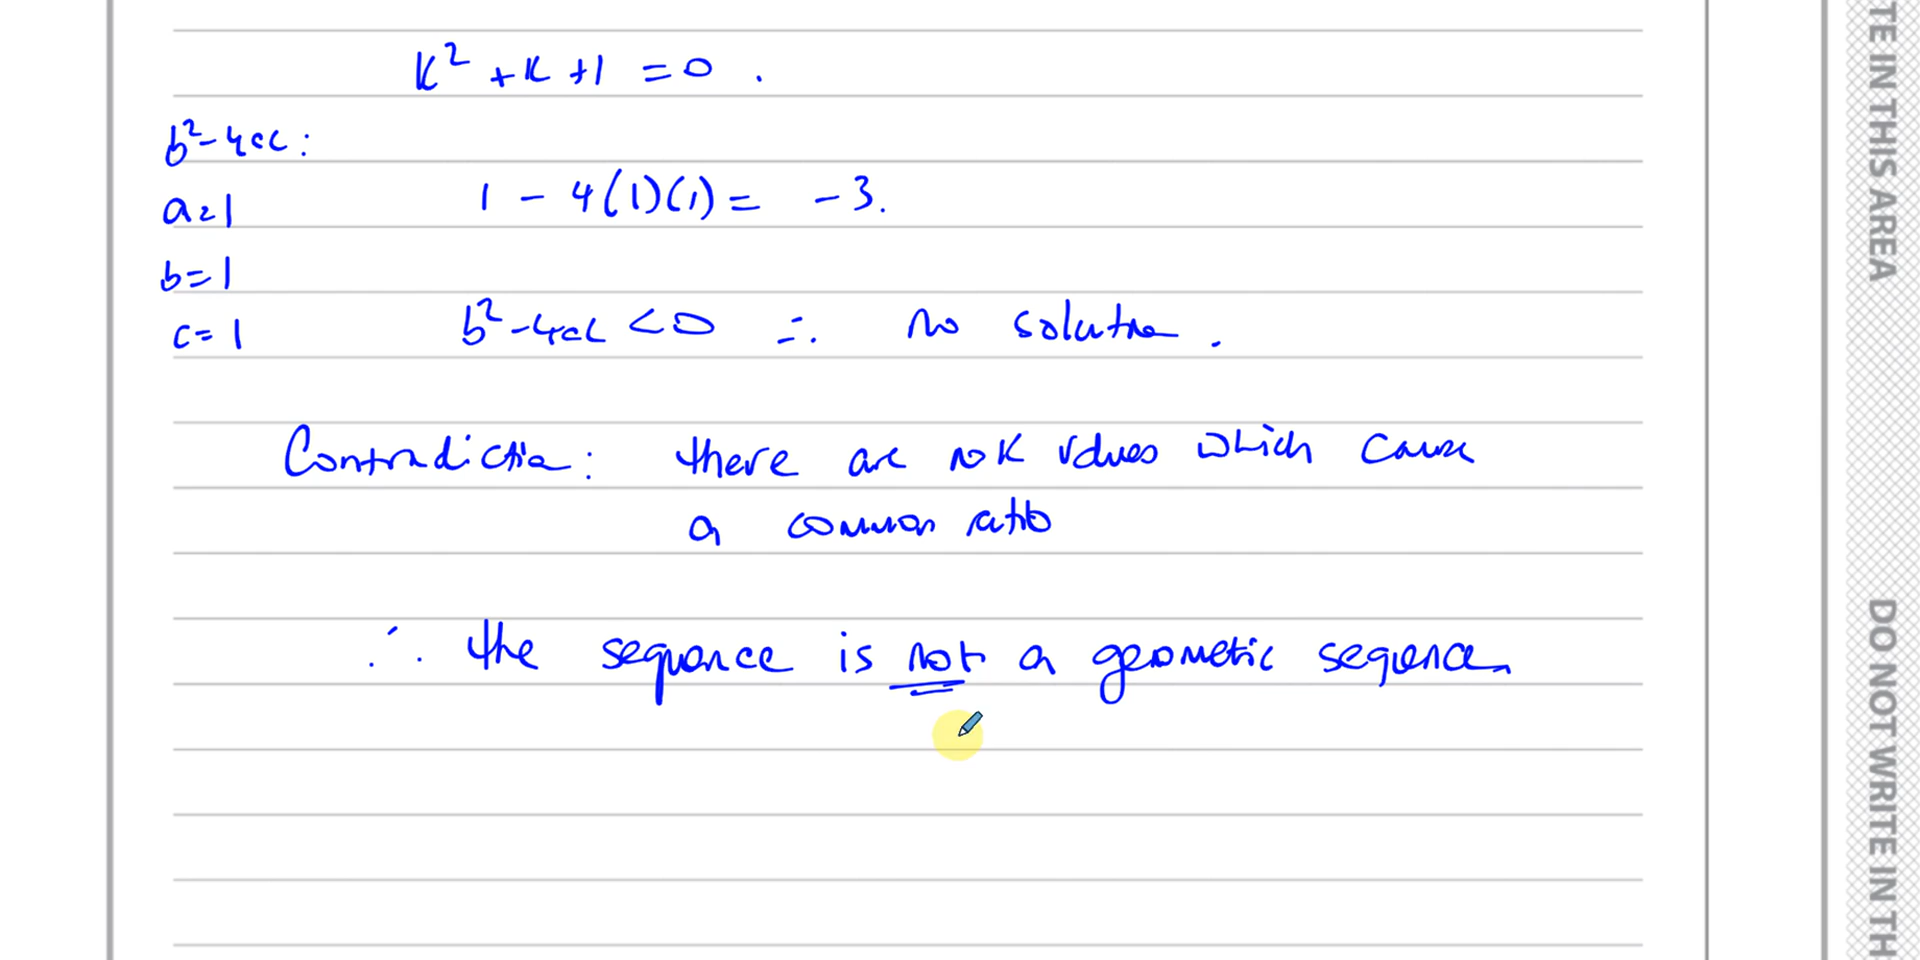 k² + k + 1 = 0 .
b² - 4ac :
a = 1
1 - 4(1)(1) = -3.
b = 1
c = 1
b² - 4ac < 0 ∴ no solution .
Contradiction : there are no k values which cause
a common ratio
∴ the sequence is not a geometric sequence
TE IN THIS AREA
DO NOT WRITE IN TH